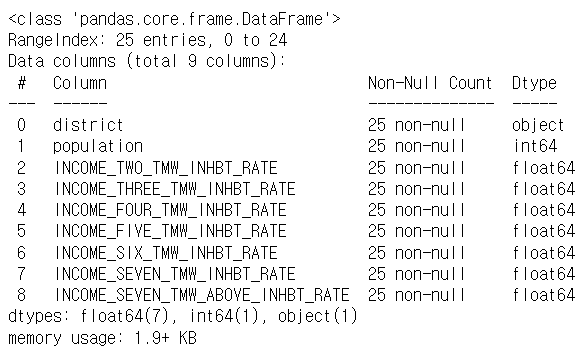 <class 'pandas.core.frame.DataFrame'>
RangeIndex: 25 entries, 0 to 24
Data columns (total 9 columns):
 #   Column                            Non-Null Count  Dtype
---  ------                            --------------  -----
 0   district                          25 non-null     object
 1   population                        25 non-null     int64
 2   INCOME_TWO_TMW_INHBT_RATE         25 non-null     float64
 3   INCOME_THREE_TMW_INHBT_RATE       25 non-null     float64
 4   INCOME_FOUR_TMW_INHBT_RATE        25 non-null     float64
 5   INCOME_FIVE_TMW_INHBT_RATE        25 non-null     float64
 6   INCOME_SIX_TMW_INHBT_RATE         25 non-null     float64
 7   INCOME_SEVEN_TMW_INHBT_RATE       25 non-null     float64
 8   INCOME_SEVEN_TMW_ABOVE_INHBT_RATE  25 non-null     float64
dtypes: float64(7), int64(1), object(1)
memory usage: 1.9+ KB